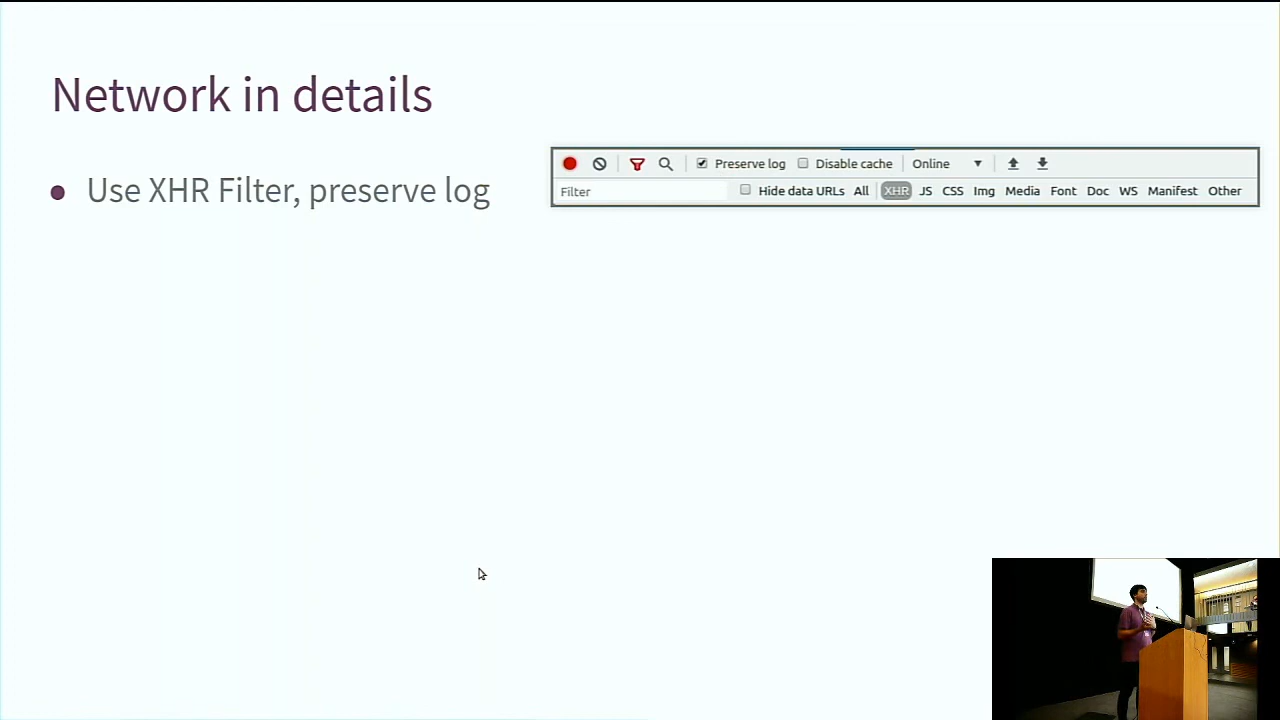 Network in details
Use XHR Filter, preserve log
Preserve log Disable cache Online
Filter Hide data URLs All XHR JS CSS Img Media Font Doc WS Manifest Other